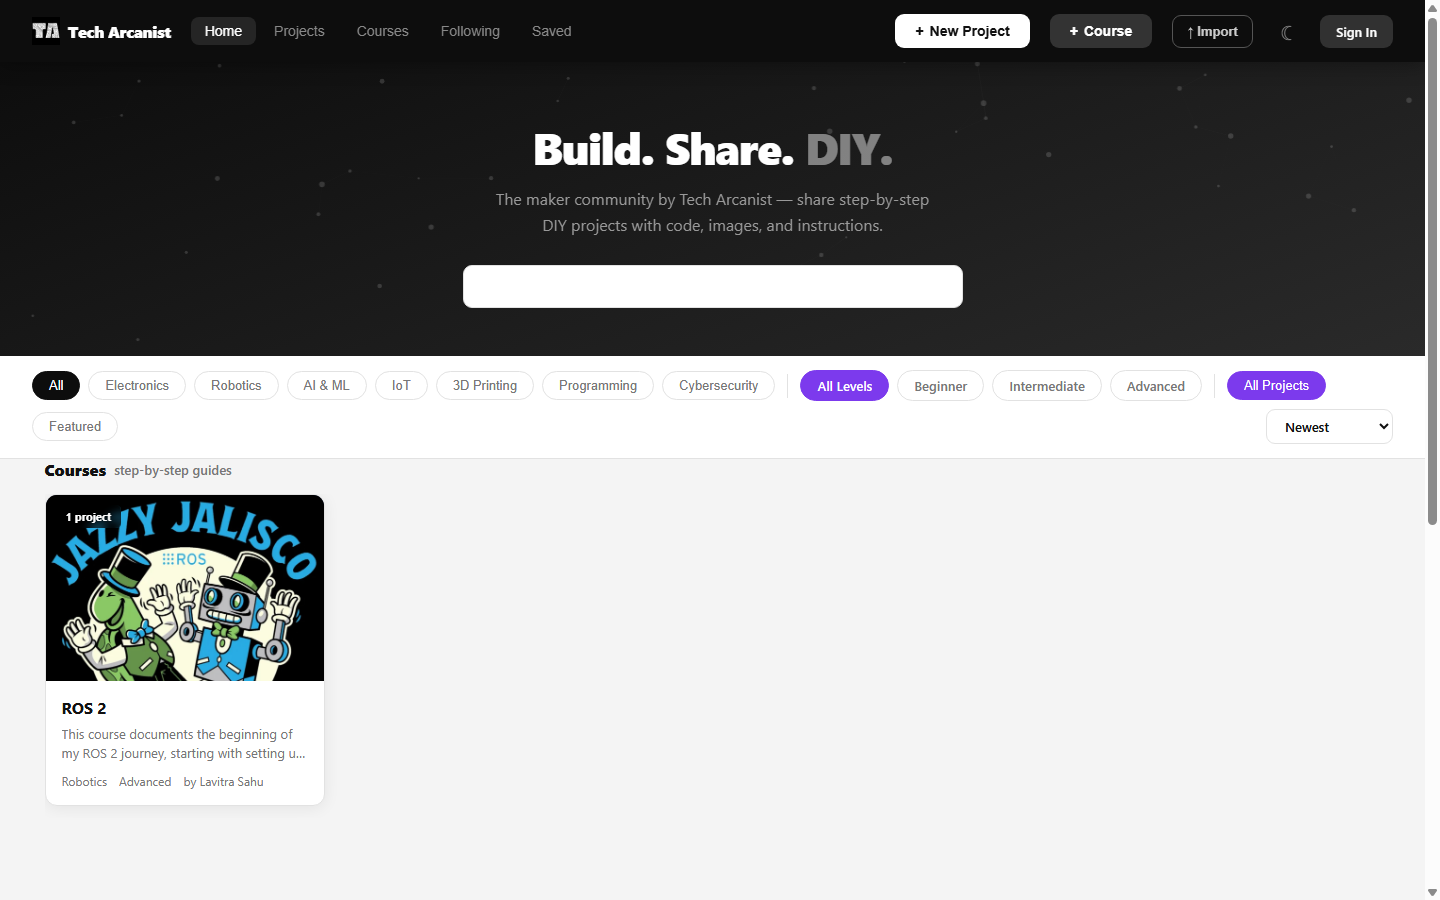 TA Tech Arcanist Home Projects Courses Following Saved + New Project + Course ↑ Import Sign In
Build. Share. DIY.
The maker community by Tech Arcanist — share step-by-step
DIY projects with code, images, and instructions.
All Electronics Robotics AI & ML IoT 3D Printing Programming Cybersecurity All Levels Beginner Intermediate Advanced All Projects
Featured Newest
Courses step-by-step guides
1 project
JAZZY JALISCO
ROS
ROS 2
This course documents the beginning of
my ROS 2 journey, starting with setting u...
Robotics Advanced by Lavitra Sahu